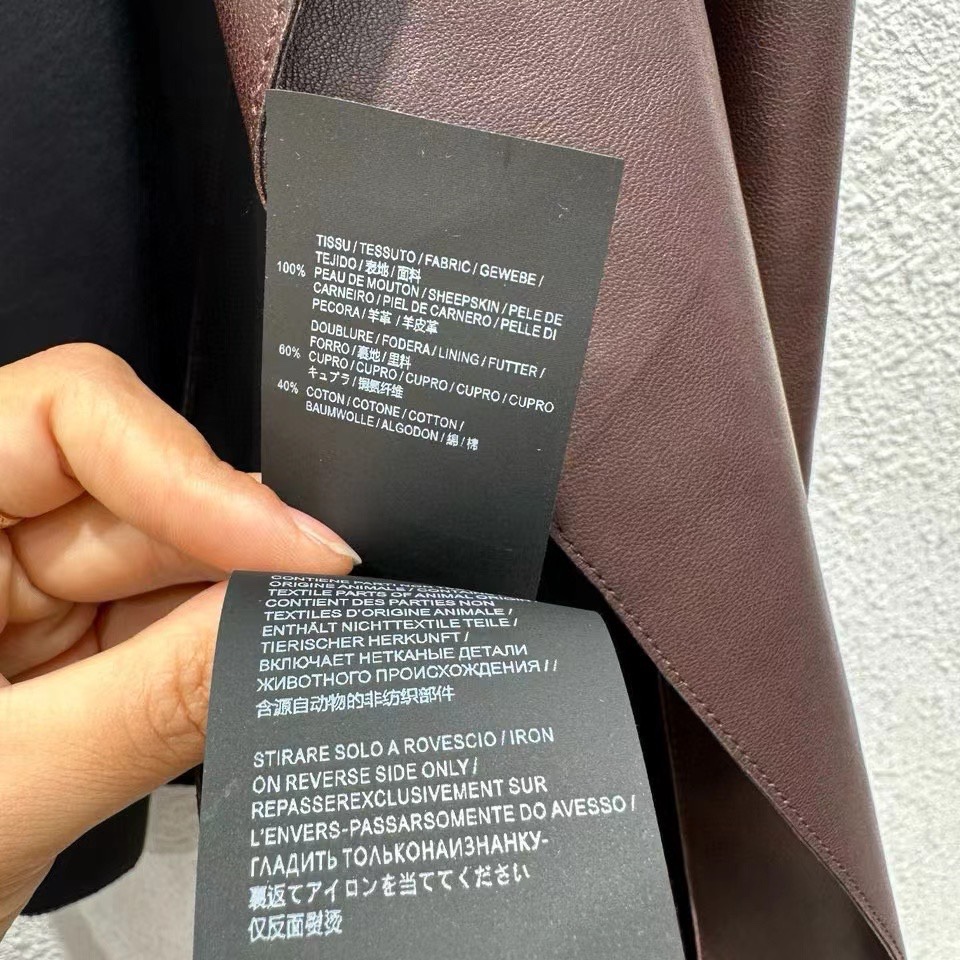 TISSU / TESSUTO / FABRIC / GEWEBE /
TEJIDO / 表地 / 面料
100% PEAU DE MOUTON / SHEEPSKIN / PELE DE
CARNEIRO / PIEL DE CARNERO / PELLE DI
PECORA / 羊革 / 羊皮革
DOUBLURE / FODERA / LINING / FUTTER /
FORRO / 裏地 / 里料
60% CUPRO / CUPRO / CUPRO / CUPRO / CUPRO
キュプラ / 铜氨纤维
40% COTON / COTONE / COTTON /
BAUMWOLLE / ALGODON / 綿 / 棉
CONTIENE PARTI
ORIGINE ANIMALE /
TEXTILE PARTS OF ANIMAL
CONTIENT DES PARTIES NON
TEXTILES D'ORIGINE ANIMALE /
ENTHÄLT NICHTTEXTILE TEILE /
TIERISCHER HERKUNFT /
ВКЛЮЧАЕТ НЕТКАНЫЕ ДЕТАЛИ
ЖИВОТНОГО ПРОИСХОЖДЕНИЯ / /
含源自动物的非纺织部件
STIRARE SOLO A ROVESCIO / IRON
ON REVERSE SIDE ONLY /
REPASSEREXCLUSIVEMENT SUR
L'ENVERS-PASSARSOMENTE DO AVESSO /
ГЛАДИТЬ ТОЛЬКОНАИЗНАНКУ-
裏返てアイロンを当ててください
仅反面熨烫